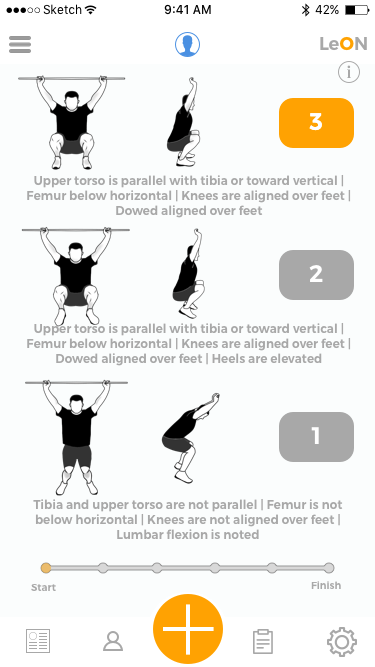 Sketch 9:41 AM 42%
LeON
i
3
Upper torso is parallel with tibia or toward vertical |
Femur below horizontal | Knees are aligned over feet |
Dowed aligned over feet
2
Upper torso is parallel with tibia or toward vertical |
Femur below horizontal | Knees are aligned over feet |
Dowed aligned over feet | Heels are elevated
1
Tibia and upper torso are not parallel | Femur is not
below horizontal | Knees are not aligned over feet |
Lumbar flexion is noted
Start Finish